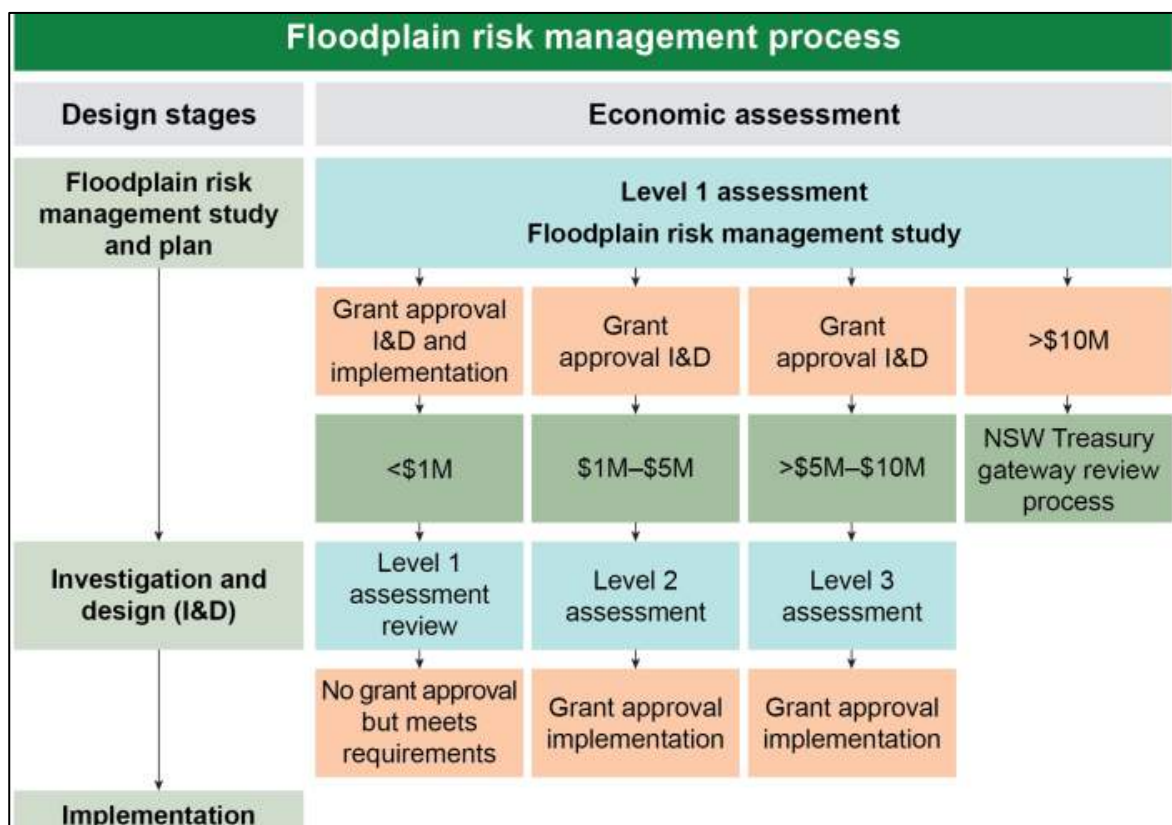 Floodplain risk management process
Design stages
Economic assessment
Floodplain risk
management study
and plan
Level 1 assessment
Floodplain risk management study
Grant approval
I&D and
implementation
Grant
approval I&D
Grant
approval I&D
>$10M
<$1M
$1M–$5M
>$5M–$10M
NSW Treasury
gateway review
process
Investigation and
design (I&D)
Level 1
assessment
review
Level 2
assessment
Level 3
assessment
No grant approval
but meets
requirements
Grant approval
implementation
Grant approval
implementation
Implementation